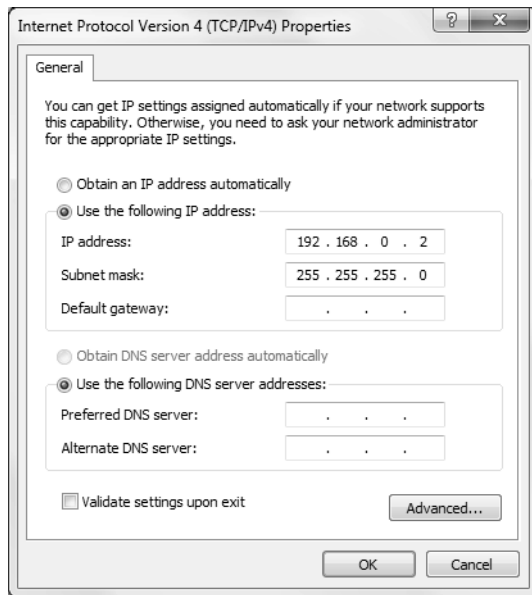 Internet Protocol Version 4 (TCP/IPv4) Properties
General
You can get IP settings assigned automatically if your network supports
this capability. Otherwise, you need to ask your network administrator
for the appropriate IP settings.
Obtain an IP address automatically
Use the following IP address:
IP address: 192 . 168 . 0 . 2
Subnet mask: 255 . 255 . 255 . 0
Default gateway: . . .
Obtain DNS server address automatically
Use the following DNS server addresses:
Preferred DNS server: . . .
Alternate DNS server: . . .
Validate settings upon exit
Advanced...
OK Cancel